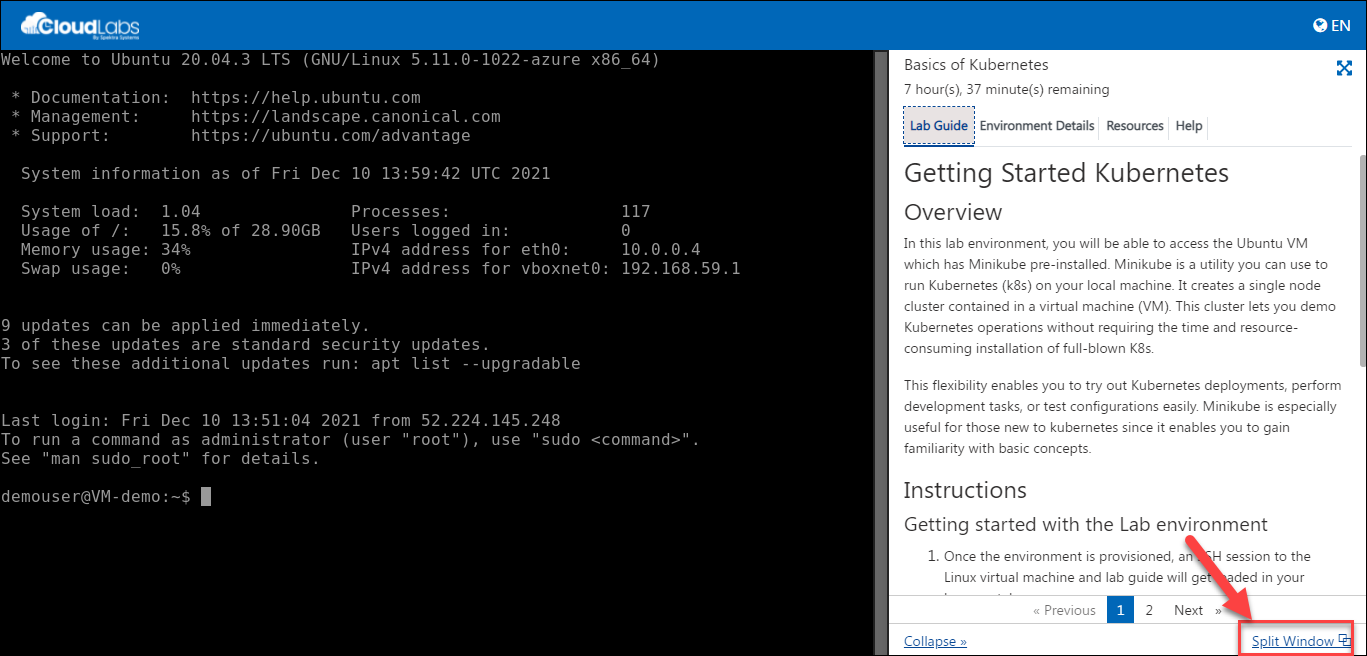 CloudLabs
By Spektra Systems
EN
Welcome to Ubuntu 20.04.3 LTS (GNU/Linux 5.11.0-1022-azure x86_64)
* Documentation:  https://help.ubuntu.com
* Management:     https://landscape.canonical.com
* Support:        https://ubuntu.com/advantage
System information as of Fri Dec 10 13:59:42 UTC 2021
System load:  1.04               Processes:                 117
Usage of /:   15.8% of 28.90GB   Users logged in:           0
Memory usage: 34%                IPv4 address for eth0:     10.0.0.4
Swap usage:   0%                 IPv4 address for vboxnet0: 192.168.59.1
9 updates can be applied immediately.
3 of these updates are standard security updates.
To see these additional updates run: apt list --upgradable
Last login: Fri Dec 10 13:51:04 2021 from 52.224.145.248
To run a command as administrator (user "root"), use "sudo <command>".
See "man sudo_root" for details.
demouser@VM-demo:~$
Basics of Kubernetes
7 hour(s), 37 minute(s) remaining
Lab Guide Environment Details Resources Help
Getting Started Kubernetes
Overview
In this lab environment, you will be able to access the Ubuntu VM
which has Minikube pre-installed. Minikube is a utility you can use to
run Kubernetes (k8s) on your local machine. It creates a single node
cluster contained in a virtual machine (VM). This cluster lets you demo
Kubernetes operations without requiring the time and resource-
consuming installation of full-blown K8s.
This flexibility enables you to try out Kubernetes deployments, perform
development tasks, or test configurations easily. Minikube is especially
useful for those new to kubernetes since it enables you to gain
familiarity with basic concepts.
Instructions
Getting started with the Lab environment
1. Once the environment is provisioned, an SSH session to the
Linux virtual machine and lab guide will get loaded in your
« Previous 1 2 Next »
Collapse »
Split Window